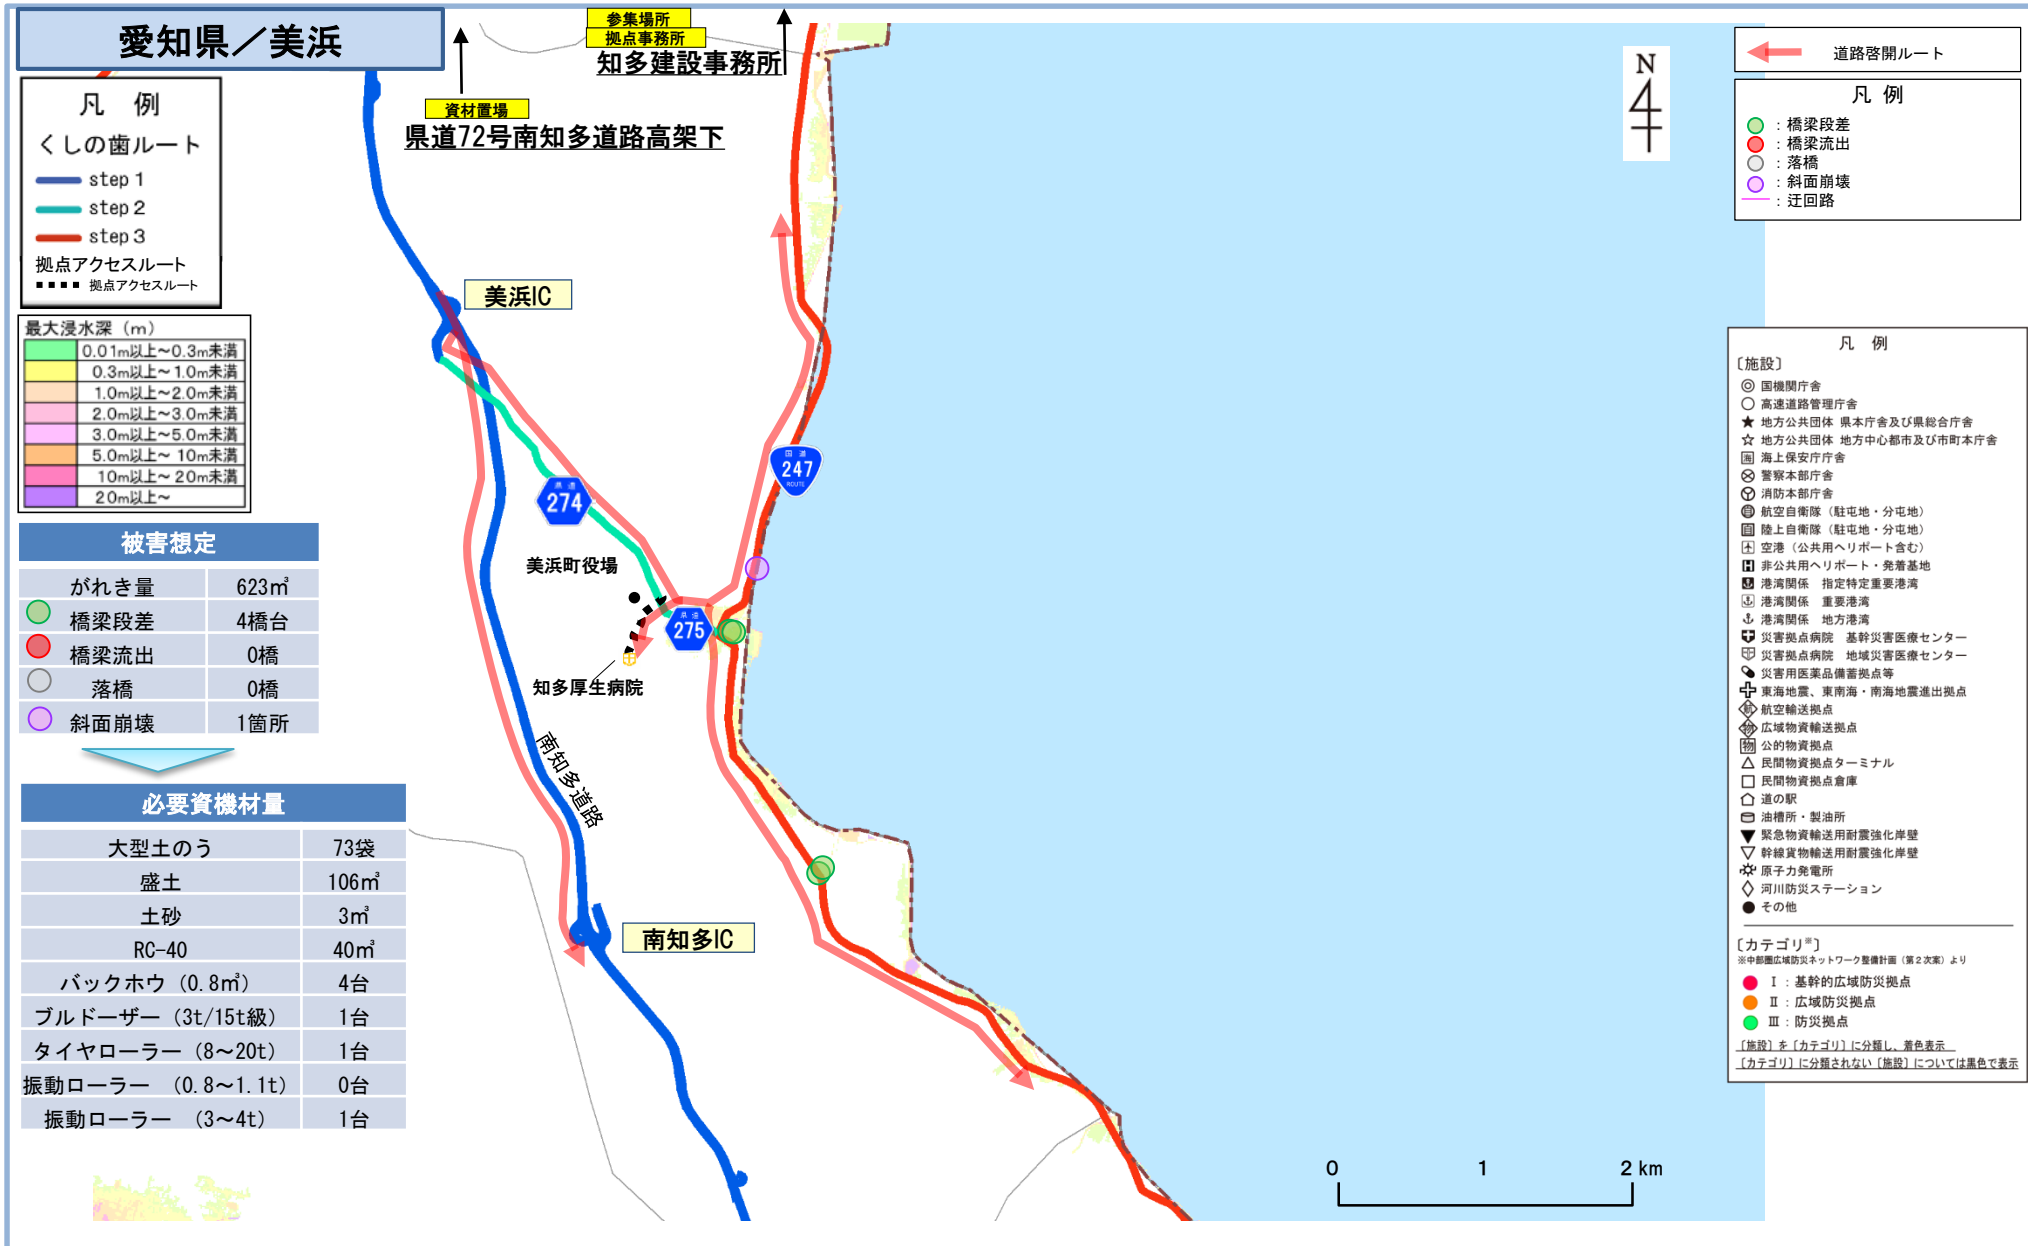 愛知県／美浜
参集場所
拠点事務所
知多建設事務所
資材置場
県道72号南知多道路高架下
凡 例
くしの歯ルート
step 1
step 2
step 3
拠点アクセスルート
拠点アクセスルート
最大浸水深（m）
0.01m以上～0.3m未満
0.3m以上～1.0m未満
1.0m以上～2.0m未満
2.0m以上～3.0m未満
3.0m以上～5.0m未満
5.0m以上～10m未満
10m以上～20m未満
20m以上～
被害想定
がれき量 623㎥
橋梁段差 4橋台
橋梁流出 0橋
落橋 0橋
斜面崩壊 1箇所
必要資機材量
大型土のう 73袋
盛土 106㎥
土砂 3㎥
RC-40 40㎥
バックホウ（0.8㎥） 4台
ブルドーザー（3t/15t級） 1台
タイヤローラー（8～20t） 1台
振動ローラー （0.8～1.1t） 0台
振動ローラー （3～4t） 1台
美浜IC
県道
274
国道
247
ROUTE
美浜町役場
県道
275
知多厚生病院
南知多道路
南知多IC
N
0 1 2 km
道路啓開ルート
凡 例
：橋梁段差
：橋梁流出
：落橋
：斜面崩壊
：迂回路
凡 例
〔施設〕
国機関庁舎
高速道路管理庁舎
地方公共団体 県本庁舎及び県総合庁舎
地方公共団体 地方中心都市及び市町本庁舎
海 海上保安庁庁舎
警察本部庁舎
消防本部庁舎
航空自衛隊（駐屯地・分屯地）
陸上自衛隊（駐屯地・分屯地）
空港（公共用ヘリポート含む）
H 非公共用ヘリポート・発着基地
港湾関係 指定特定重要港湾
港湾関係 重要港湾
港湾関係 地方港湾
災害拠点病院 基幹災害医療センター
災害拠点病院 地域災害医療センター
災害用医薬品備蓄拠点等
東海地震、東南海・南海地震進出拠点
航 航空輸送拠点
物 広域物資輸送拠点
物 公的物資拠点
民間物資拠点ターミナル
民間物資拠点倉庫
道の駅
油槽所・製油所
緊急物資輸送用耐震強化岸壁
幹線貨物輸送用耐震強化岸壁
原子力発電所
河川防災ステーション
その他
〔カテゴリ※〕
※中部圏広域防災ネットワーク整備計画（第２次案）より
Ⅰ：基幹的広域防災拠点
Ⅱ：広域防災拠点
Ⅲ：防災拠点
〔施設〕を〔カテゴリ〕に分類し、着色表示
〔カテゴリ〕に分類されない〔施設〕については黒色で表示